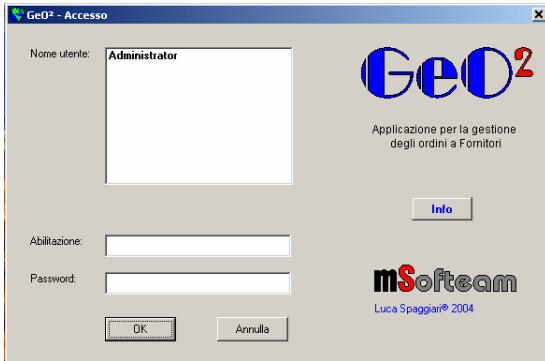 GeO² - Accesso
Nome utente:
Administrator
GeO²
Applicazione per la gestione
degli ordini a Fornitori
Info
Abilitazione:
Password:
mSofteam
Luca Spaggiari® 2004
OK
Annulla